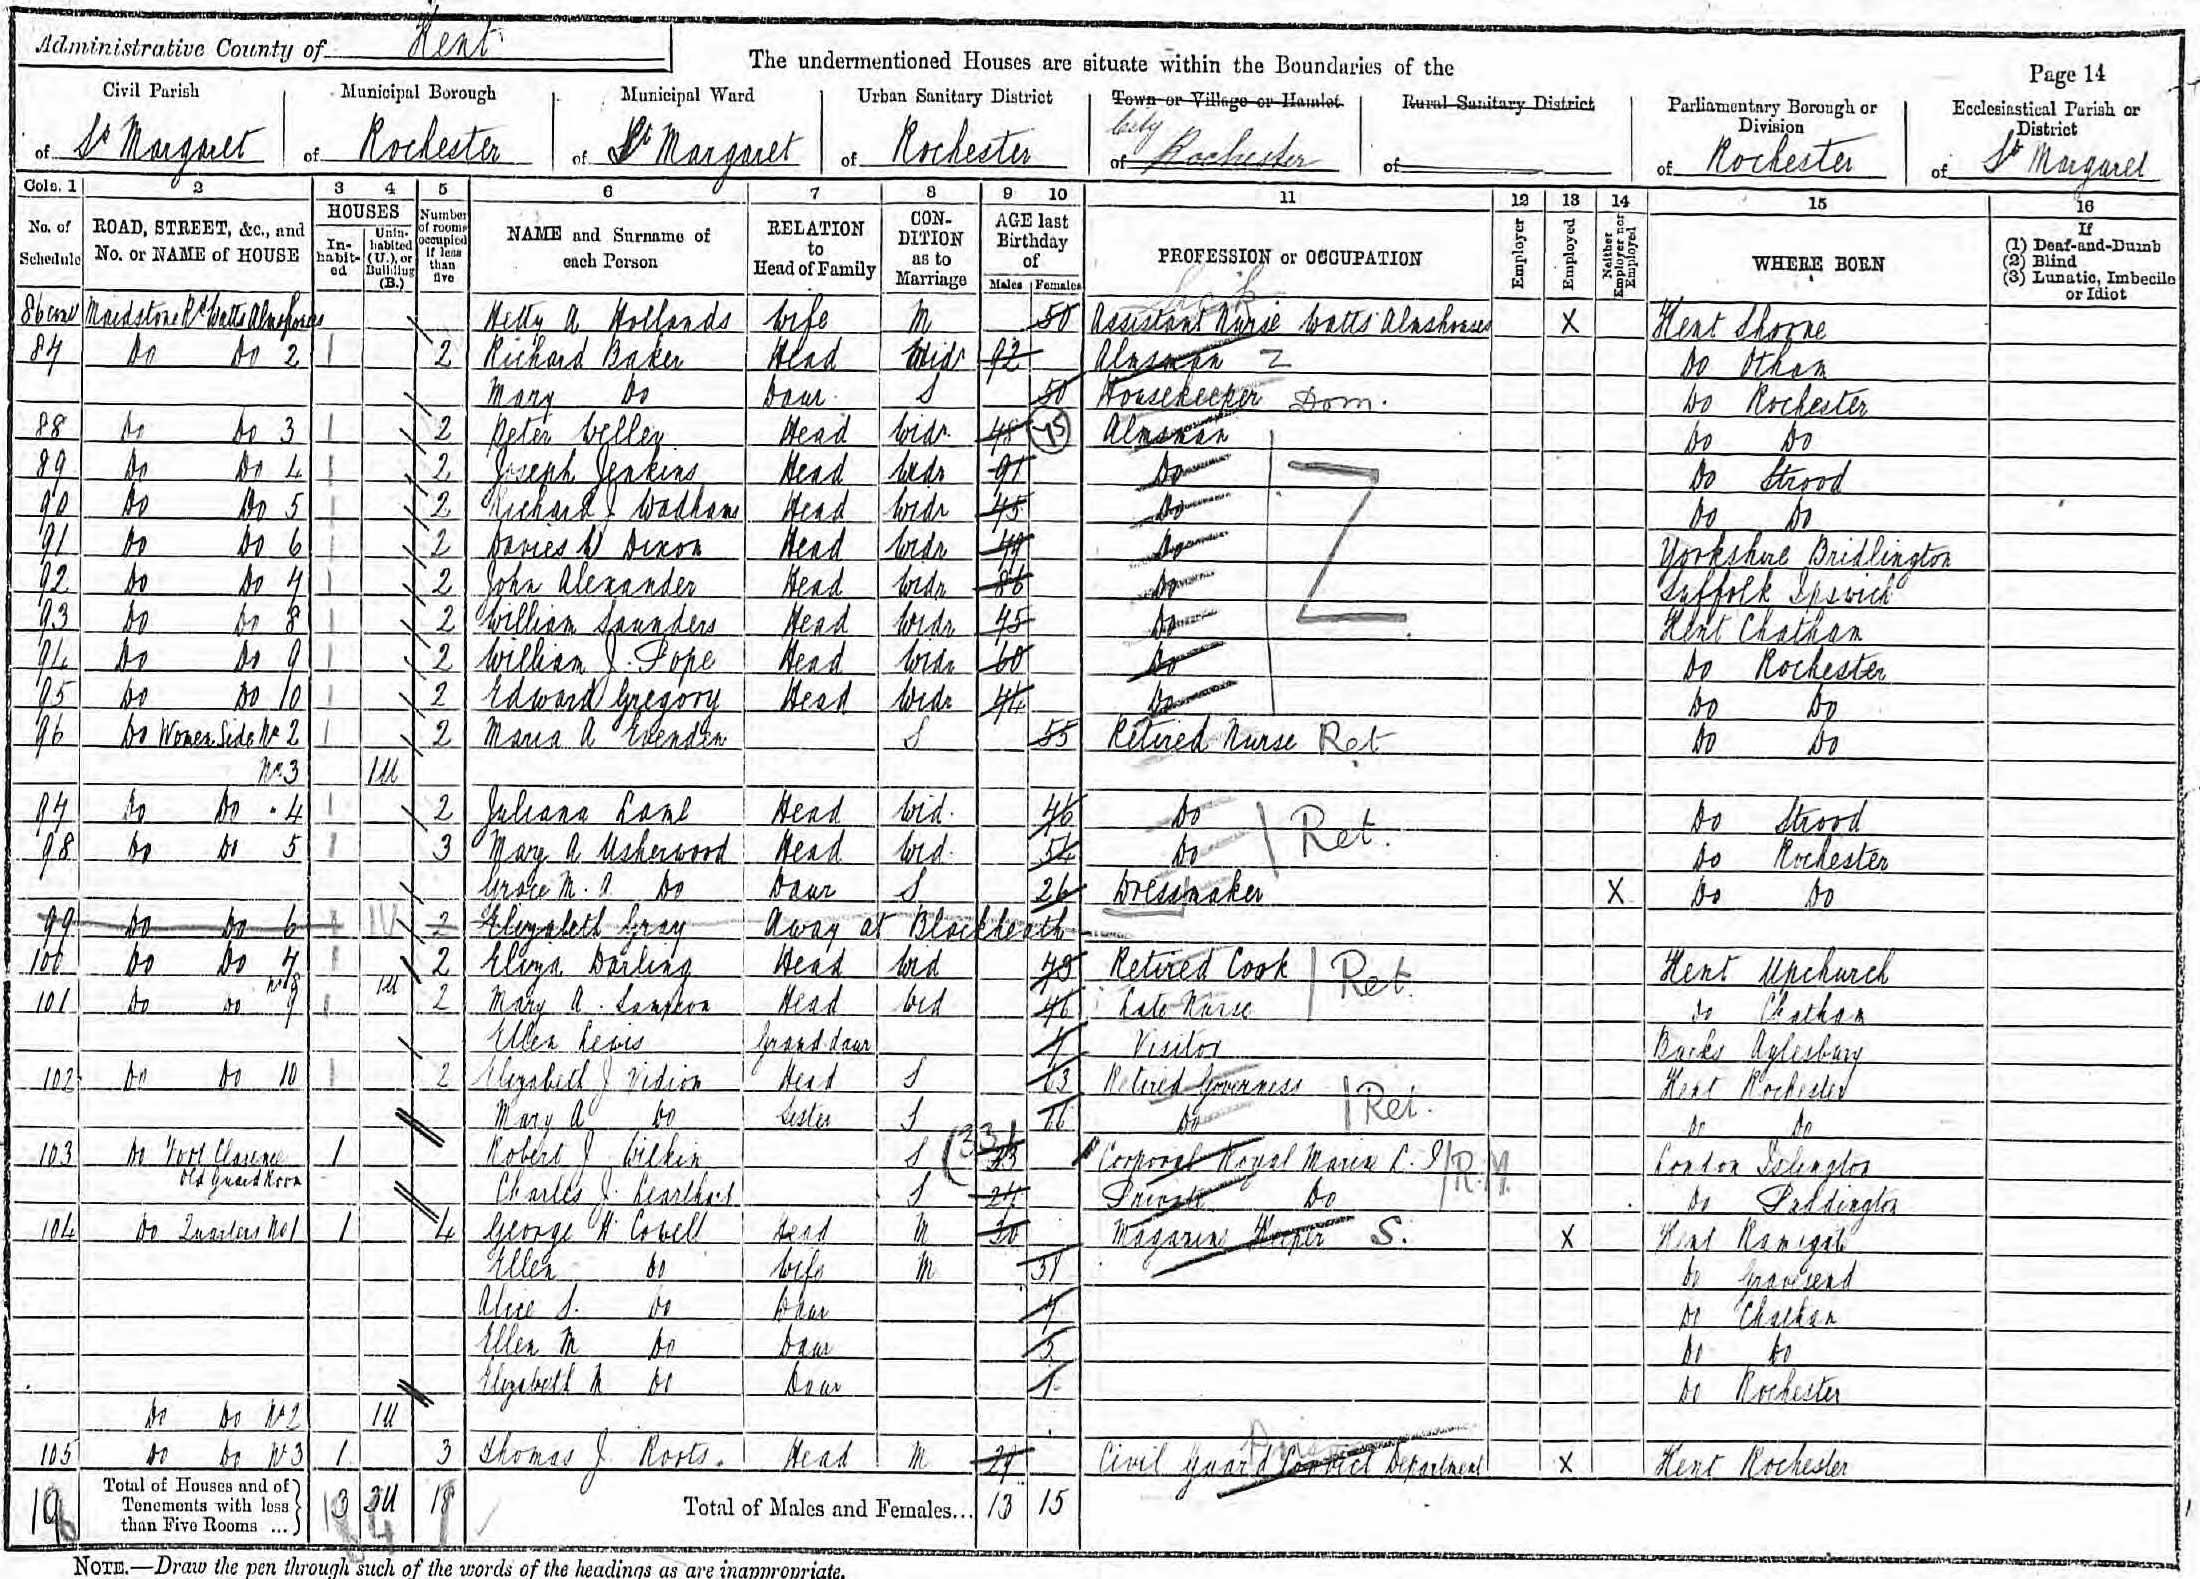 Administrative County of Kent
The undermentioned Houses are situate within the Boundaries of the
Page 14
Civil Parish of St Margaret
Municipal Borough of Rochester
Municipal Ward of St Margaret
Urban Sanitary District of Rochester
Town or Village or Hamlet City of Rochester
Rural Sanitary District of
Parliamentary Borough or Division of Rochester
Ecclesiastical Parish or District of St Margaret
Cols. 1 2 3 4 5 6 7 8 9 10 11 12 13 14 15 16
No. of Schedule
ROAD, STREET, &c., and No. or NAME of HOUSE
HOUSES
In-habit-ed
Unin-habited (U.), or Building (B.)
Number of rooms occupied if less than five
NAME and Surname of each Person
RELATION to Head of Family
CON-DITION as to Marriage
AGE last Birthday of
Males Females
PROFESSION or OCCUPATION
Employer
Employed
Neither Employer nor Employed
WHERE BORN
If (1) Deaf-and-Dumb (2) Blind (3) Lunatic, Imbecile or Idiot
86 Maidstone Rd Watts Almshouses Hetty A Hollands Wife M 50 Assistant Nurse Watts Almshouses X Kent Shorne
87 Do Do 2 1 2 Richard Baker Head Widr 92 Almsman Do Otham
Mary Do Daur S 50 Housekeeper Dom. Do Rochester
88 Do Do 3 1 2 Peter Welley Head Widr 75 Almsman Do Do
89 Do Do 4 1 2 Joseph Jenkins Head Widr 91 Do Do Strood
90 Do Do 5 1 2 Richard J Wadhams Head Widr 75 Do Do Do
91 Do Do 6 1 2 Davies W Dixon Head Widr 79 Do Yorkshire Bridlington
92 Do Do 7 1 2 John Alexander Head Widr 86 Do Suffolk Ipswich
93 Do Do 8 1 2 William Saunders Head Widr 75 Do Kent Chatham
94 Do Do 9 1 2 William J. Pope Head Widr 60 Do Do Rochester
95 Do Do 10 1 2 Edward Gregory Head Widr 74 Do Do Do
96 Do Women Side No 2 1 2 Maria A Evenden S 55 Retired Nurse Ret Do Do
No 3 1U
97 Do Do 4 1 2 Juliana Lamb Head Wid. 76 Do Ret. Do Strood
98 Do Do 5 1 3 Mary A Usherwood Head Wid. 54 Do Do Rochester
Grace M. A Do Daur S 26 Dressmaker X Do Do
99 Do Do 6 1 2 Elizabeth Gray Away at Blackheath
100 Do Do 7 1 2 Eliza Darling Head Wid 75 Retired Cook Ret. Kent Upchurch
No 8 1U
101 Do Do 9 1 2 Mary A. Sampson Head Wid 76 Late Nurse Do Chatham
Ellen Lewis Grand daur 7 Visitor Bucks Aylesbury
102 Do Do 10 1 2 Elizabeth J Vidion Head S 63 Retired Governess Ret. Kent Rochester
Mary A Do Sister S 66 Do Do Do
103 Do Fort Clarence Old Guard Room 1 Robert J Wilkin S 33 Corporal Royal Marine L. I R.M. London Islington
Charles J. S 24 Private Do Do Paddington
104 Do Quarters No 1 1 4 George H Covell Head M 30 Magazine Keeper S. X Kent Ramsgate
Ellen Do Wife M 31 Do Gravesend
Alice S. Do Daur 7 Do Chatham
Ellen M Do Daur 5 Do Do
Elizabeth M Do Daur 1 Do Rochester
Do Do No 2 1U
105 Do Do No 3 1 3 Thomas J Roots. Head M 29 Civil Guard Convict Department X Kent Rochester
19 Total of Houses and of Tenements with less than Five Rooms ... 3U 18 Total of Males and Females... 13 15
NOTE.—Draw the pen through such of the words of the headings as are inappropriate.